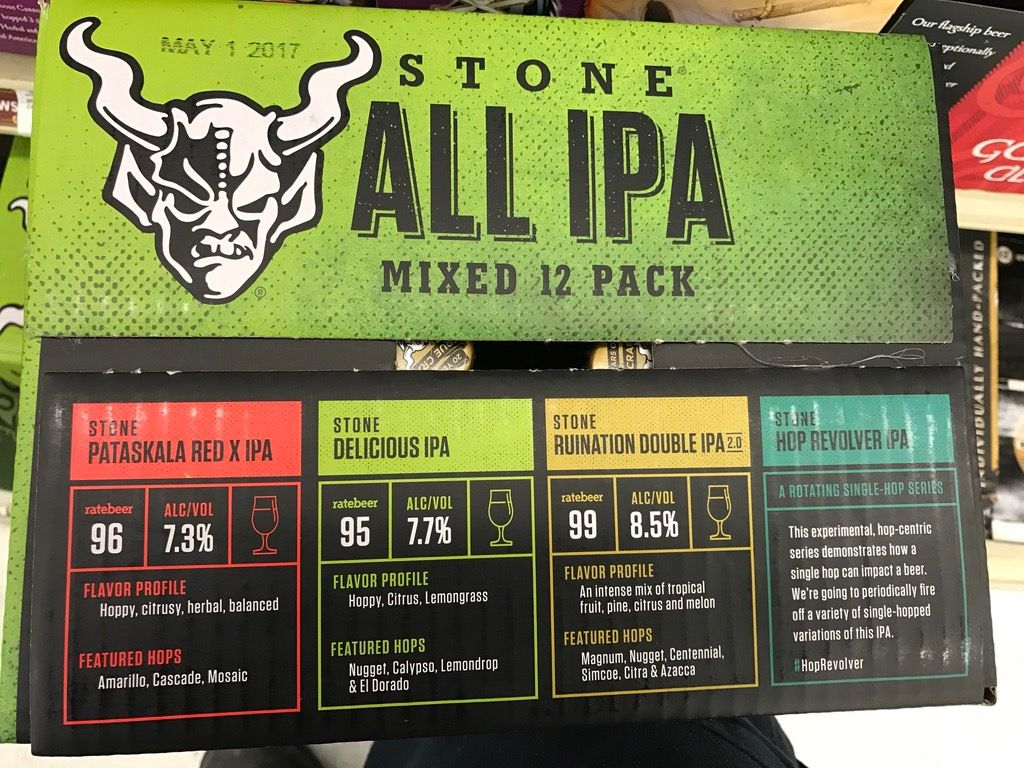 MAY 1 2017
STONE®
ALL IPA
MIXED 12 PACK
®
STONE
PATASKALA RED X IPA
ratebeer
96
ALC/VOL
7.3%
FLAVOR PROFILE
Hoppy, citrusy, herbal, balanced
FEATURED HOPS
Amarillo, Cascade, Mosaic
STONE
DELICIOUS IPA
ratebeer
95
ALC/VOL
7.7%
FLAVOR PROFILE
Hoppy, Citrus, Lemongrass
FEATURED HOPS
Nugget, Calypso, Lemondrop
& El Dorado
STONE
RUINATION DOUBLE IPA 2.0
ratebeer
99
ALC/VOL
8.5%
FLAVOR PROFILE
An intense mix of tropical
fruit, pine, citrus and melon
FEATURED HOPS
Magnum, Nugget, Centennial,
Simcoe, Citra & Azacca
STONE
HOP REVOLVER IPA
A ROTATING SINGLE-HOP SERIES
This experimental, hop-centric
series demonstrates how a
single hop can impact a beer.
We're going to periodically fire
off a variety of single-hopped
variations of this IPA.
#HopRevolver
Our flagship beer
INDIVIDUALLY HAND-PACKED